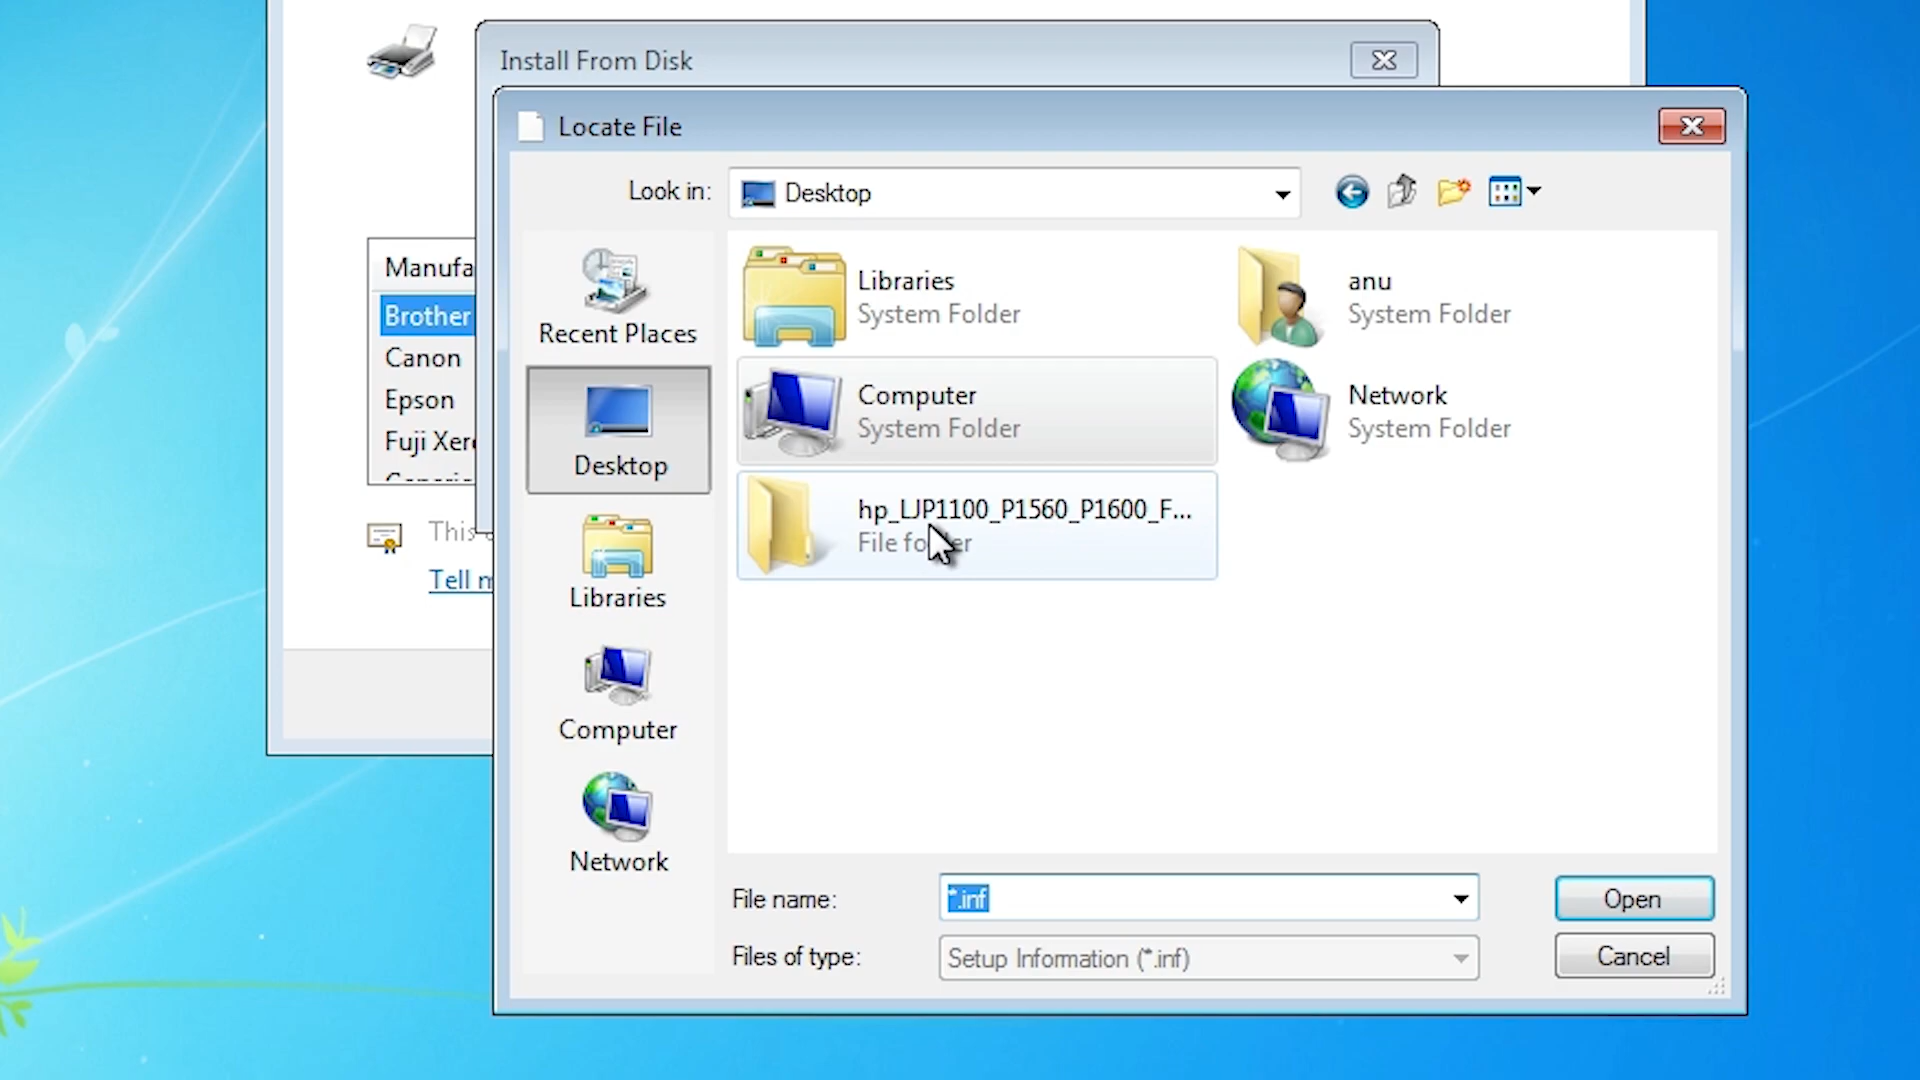 Install From Disk
Locate File
Look in:
Desktop
Manufa
Brother
Canon
Epson
Fuji Xer
This
Tell m
Recent Places
Desktop
Libraries
Computer
Network
Libraries
System Folder
anu
System Folder
Computer
System Folder
Network
System Folder
hp_LJP1100_P1560_P1600_F...
File folder
File name:
*.inf
Open
Files of type:
Setup Information (*.inf)
Cancel